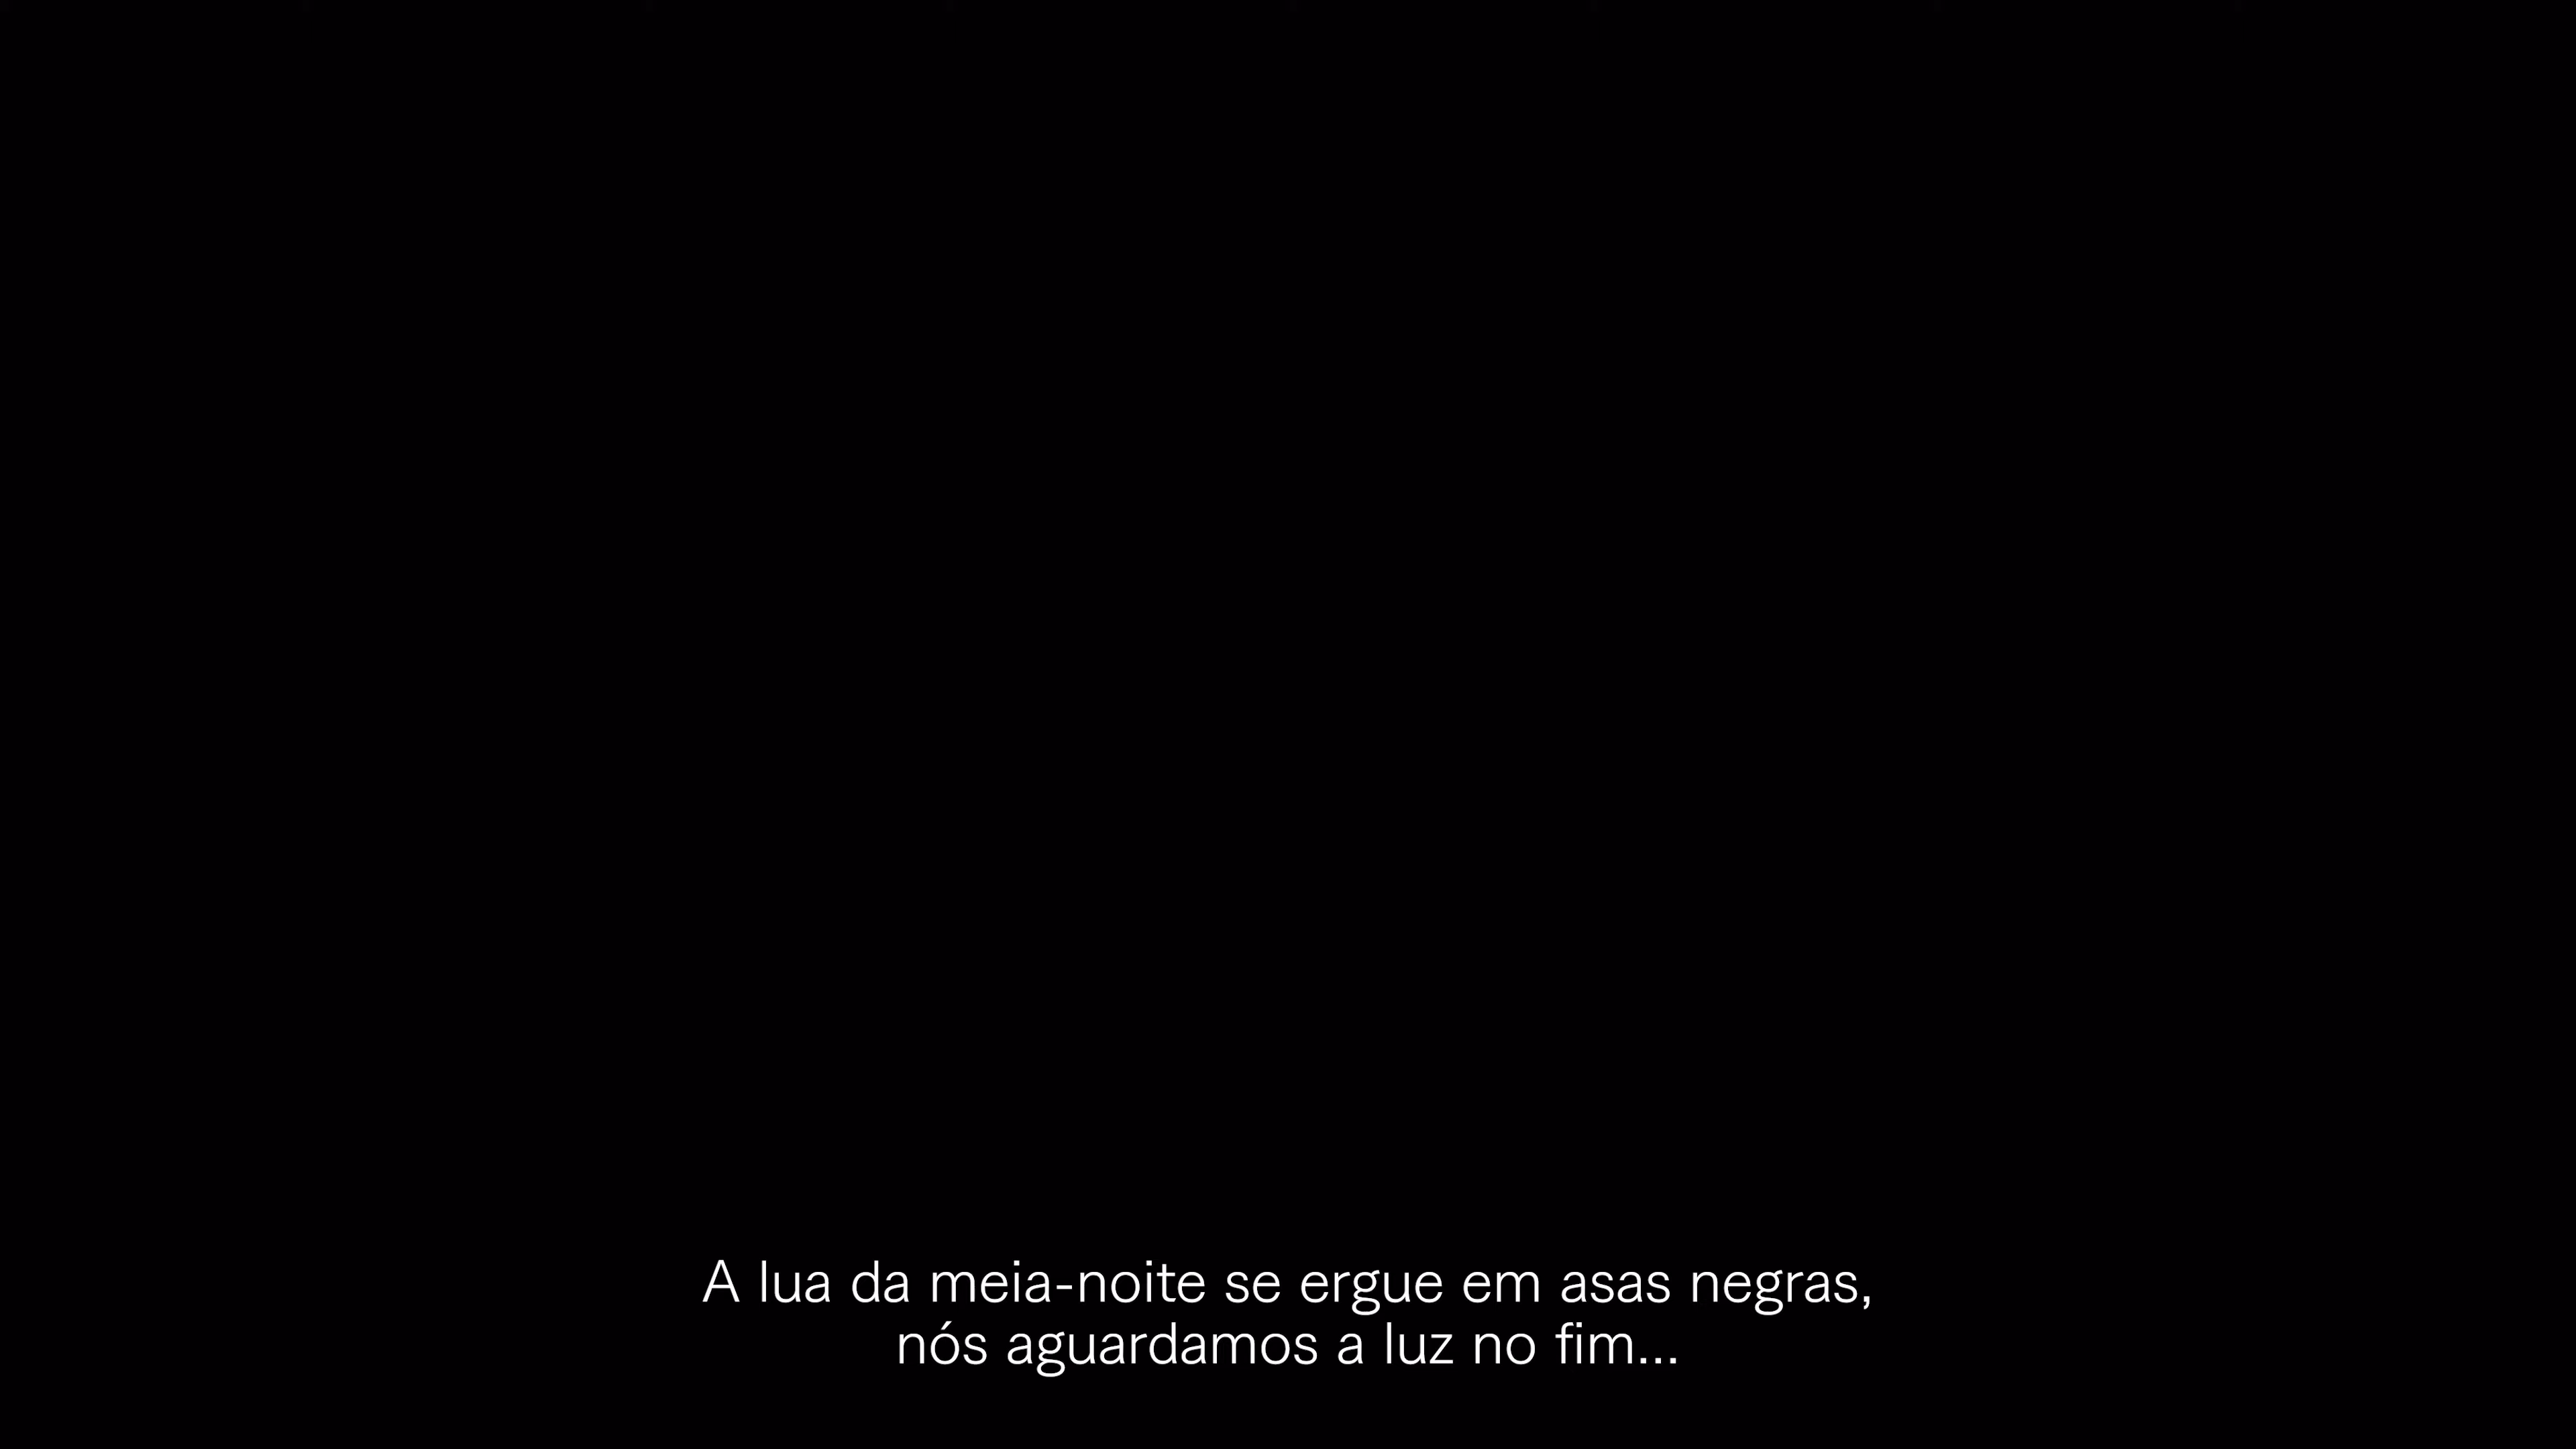 A lua da meia-noite se ergue em asas negras,
nós aguardamos a luz no fim...